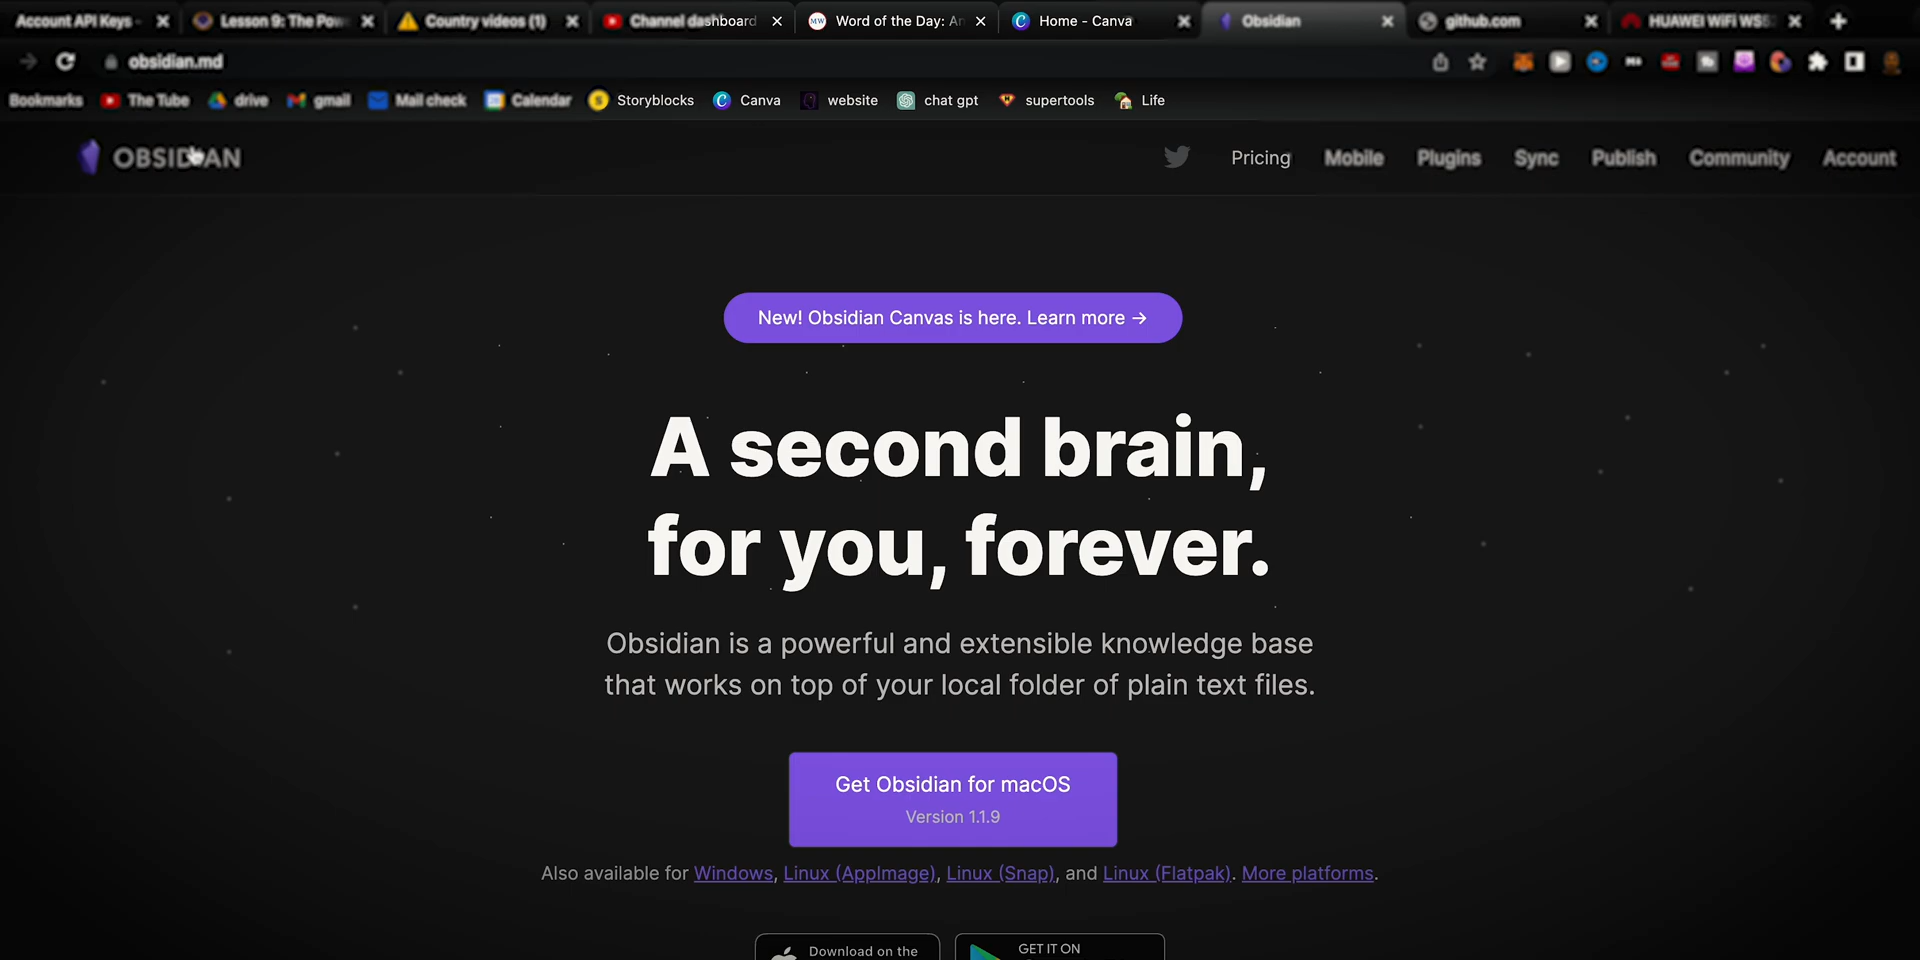 Account API Keys - Lesson 9: The Pow Country videos (1) Channel dashboard Word of the Day: An Home - Canva Obsidian github.com HUAWEI WiFi WS5
obsidian.md
Bookmarks The Tube drive gmail Mail check Calendar Storyblocks Canva website chat gpt supertools Life
OBSIDIAN Pricing Mobile Plugins Sync Publish Community Account
New! Obsidian Canvas is here. Learn more →
A second brain,
for you, forever.
Obsidian is a powerful and extensible knowledge base
that works on top of your local folder of plain text files.
Get Obsidian for macOS
Version 1.1.9
Also available for Windows, Linux (AppImage), Linux (Snap), and Linux (Flatpak). More platforms.
Download on the GET IT ON